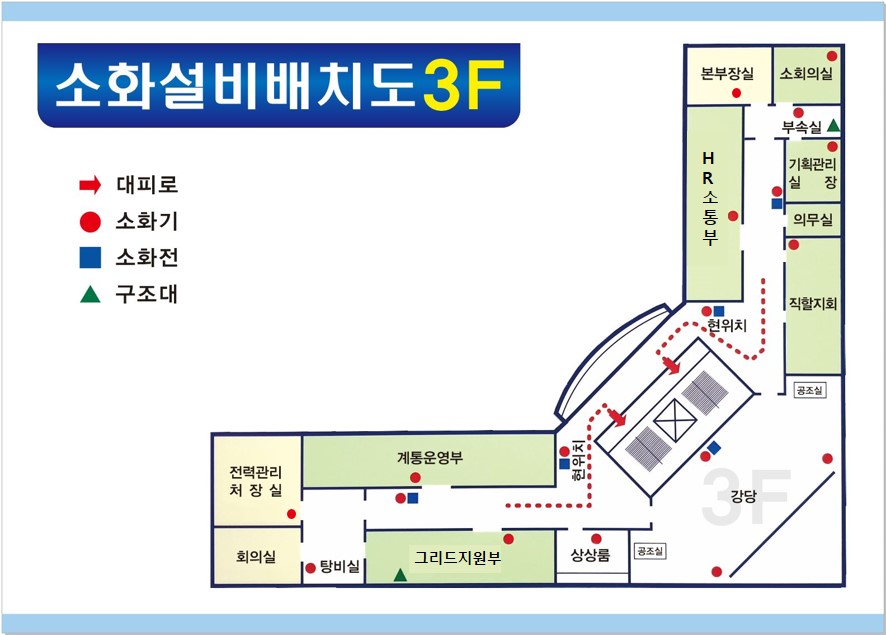 소화설비배치도3F
대피로
소화기
소화전
구조대
본부장실
소회의실
부속실
HR소통부
기획관리
실 장
의무실
직할지회
현위치
공조실
전력관리
처 장 실
계통운영부
현위치
회의실
탕비실
그리드지원부
상상룸
공조실
강당
3F